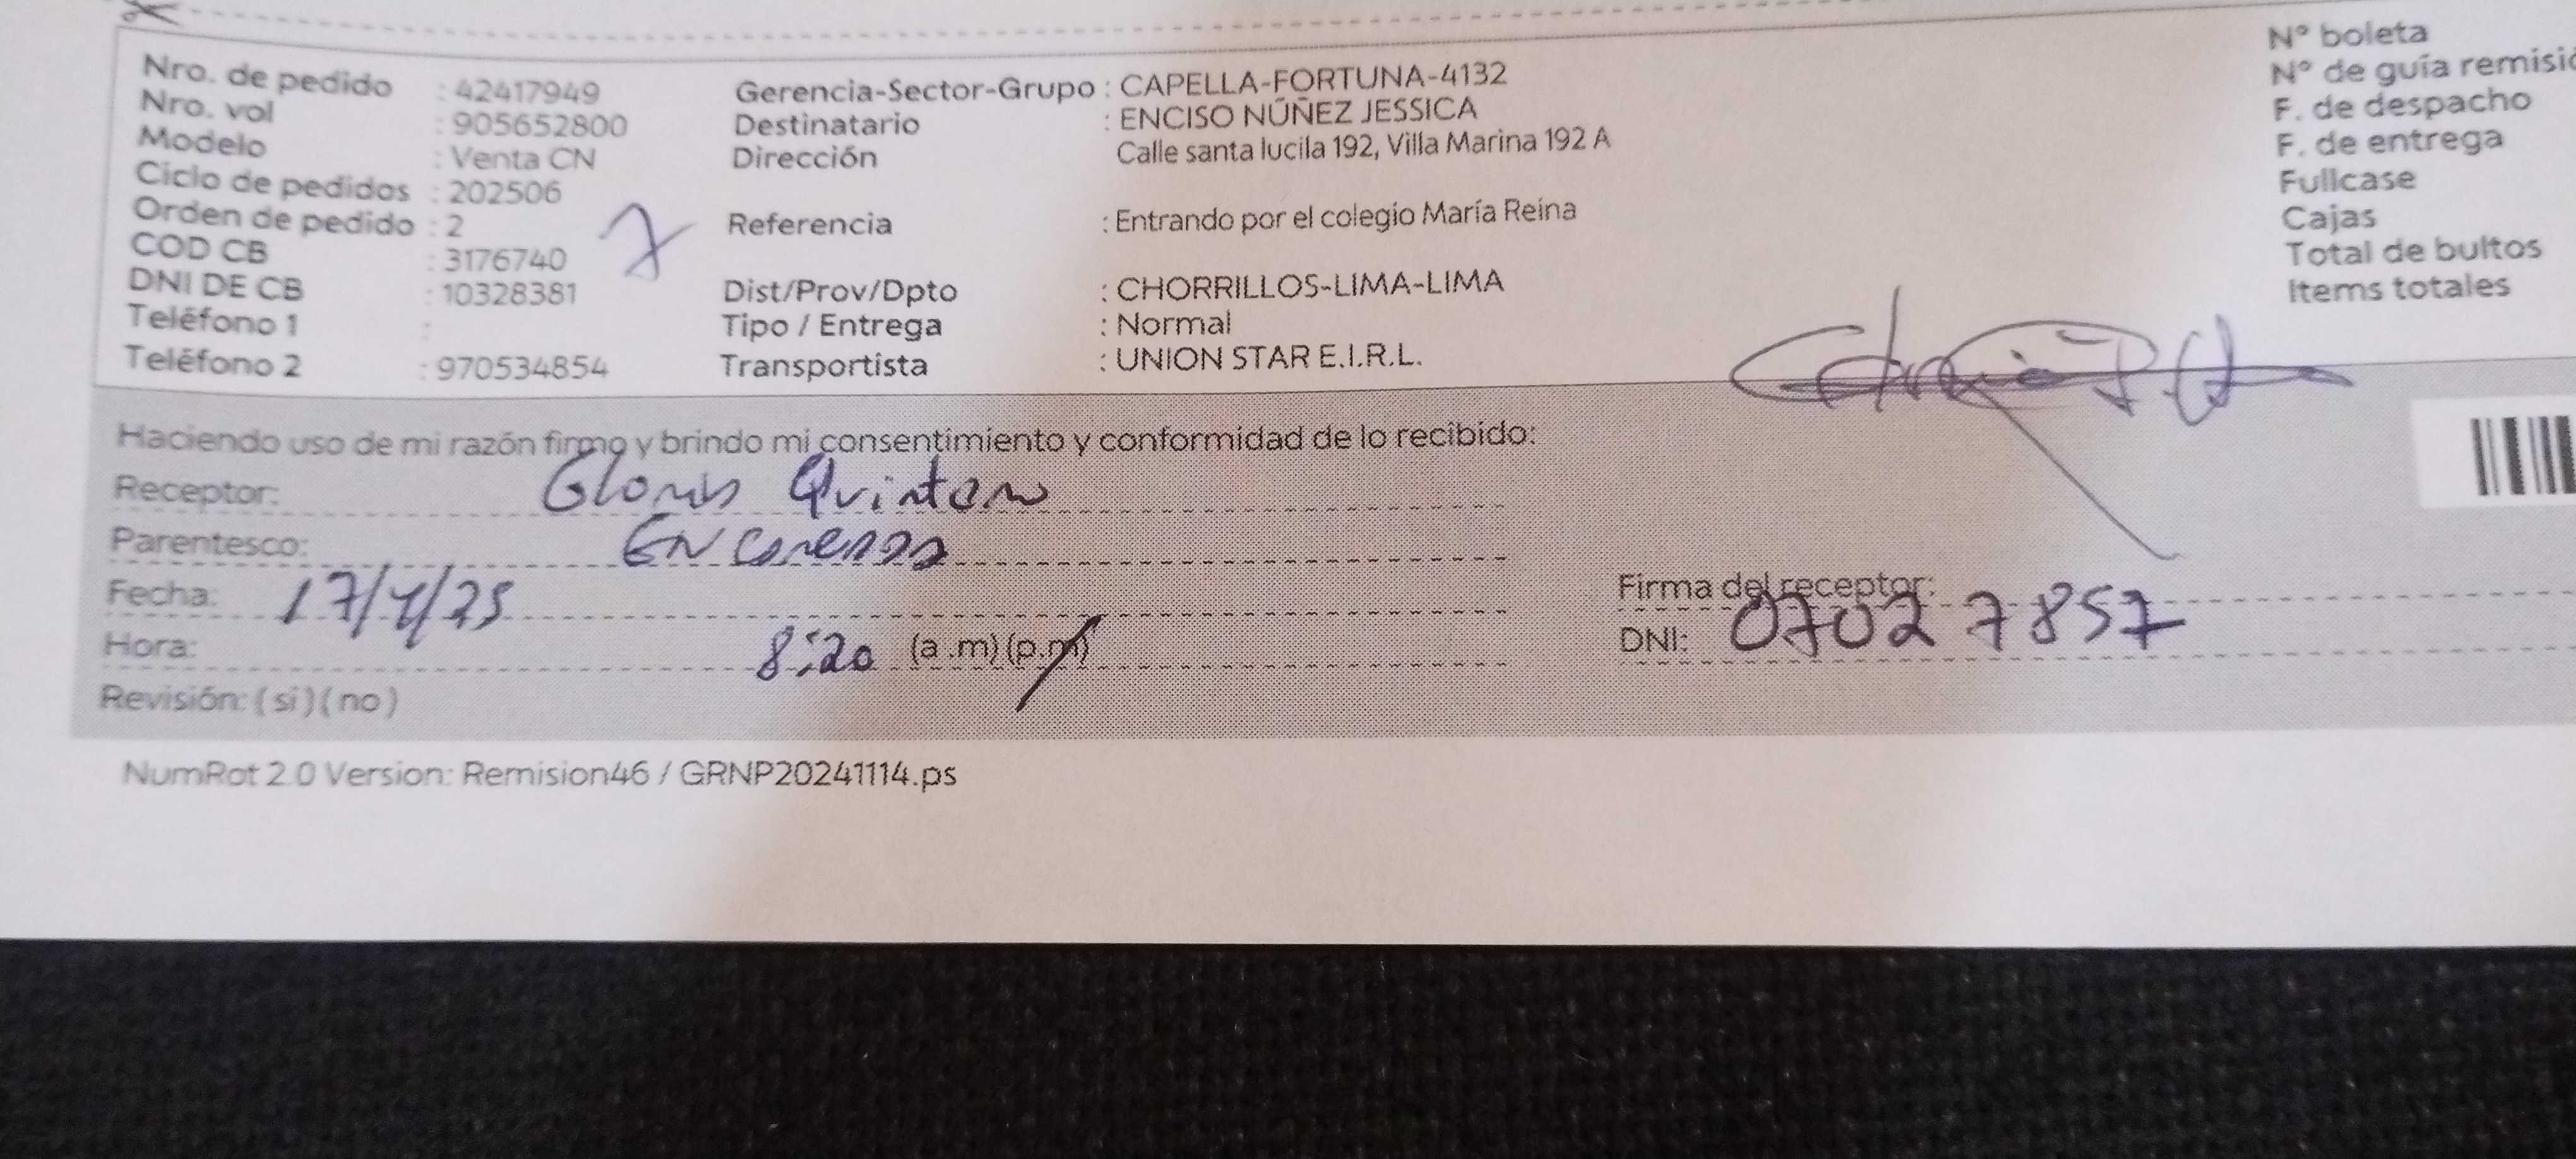 Nro. de pedido : 42417949
Nro. vol : 905652800
Modelo : Venta CN
Ciclo de pedidos : 202506
Orden de pedido : 2
COD CB : 3176740
DNI DE CB : 10328381
Teléfono 1 :
Teléfono 2 : 970534854
7
Gerencia-Sector-Grupo : CAPELLA-FORTUNA-4132
Destinatario : ENCISO NÚÑEZ JESSICA
Dirección Calle santa lucila 192, Villa Marina 192 A
Referencia : Entrando por el colegio María Reina
Dist/Prov/Dpto : CHORRILLOS-LIMA-LIMA
Tipo / Entrega : Normal
Transportista : UNION STAR E.I.R.L.
N° boleta
N° de guía remisió
F. de despacho
F. de entrega
Fullcase
Cajas
Total de bultos
Items totales
Haciendo uso de mi razón firmo y brindo mi consentimiento y conformidad de lo recibido:
Receptor:
Parentesco:
Fecha: 17/4/25
Hora: 8:20 (a .m) (p.m)
Revisión: ( si ) ( no )
Firma del receptor:
DNI: 07027857
NumRot 2.0 Version: Remision46 / GRNP20241114.ps